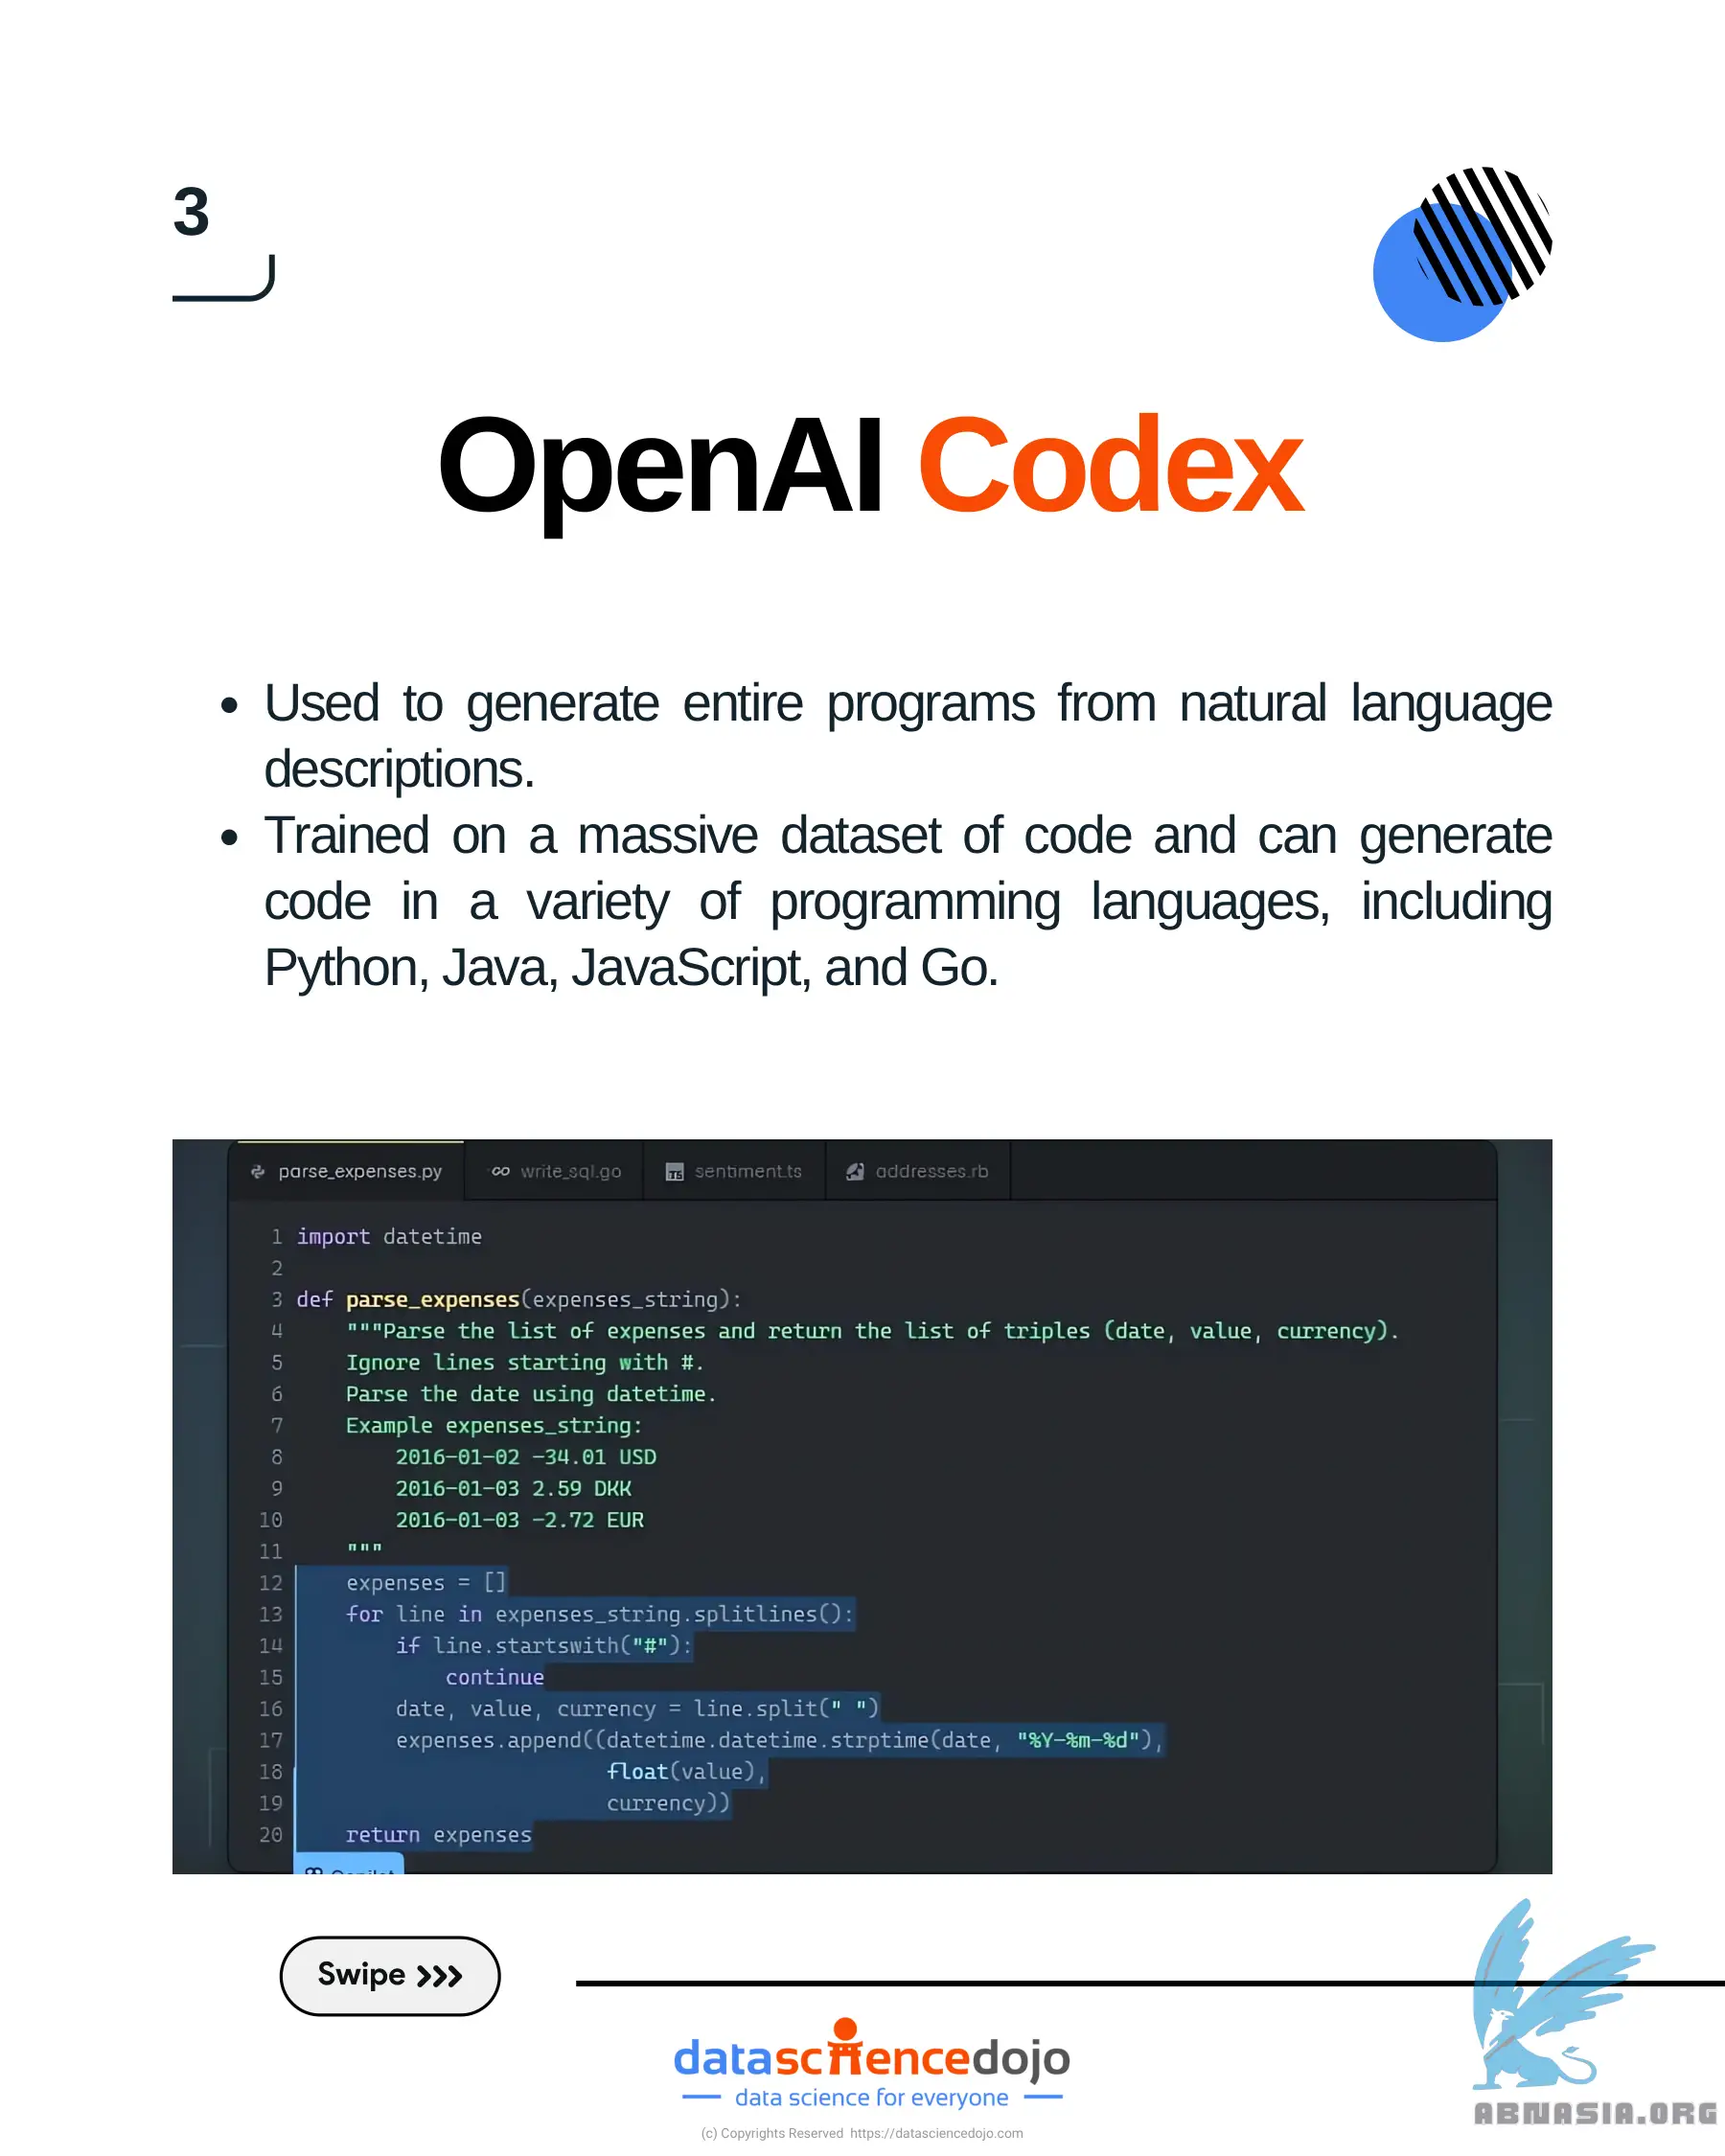 3
OpenAI Codex
• Used to generate entire programs from natural language
descriptions.
• Trained on a massive dataset of code and can generate
code in a variety of programming languages, including
Python, Java, JavaScript, and Go.
parse_expenses.py write_sql.go sentiment.ts addresses.rb
1 import datetime
2
3 def parse_expenses(expenses_string):
4     """Parse the list of expenses and return the list of triples (date, value, currency).
5     Ignore lines starting with #.
6     Parse the date using datetime.
7     Example expenses_string:
8         2016-01-02 -34.01 USD
9         2016-01-03 2.59 DKK
10         2016-01-03 -2.72 EUR
11     """
12     expenses = []
13     for line in expenses_string.splitlines():
14         if line.startswith("#"):
15             continue
16         date, value, currency = line.split(" ")
17         expenses.append((datetime.datetime.strptime(date, "%Y-%m-%d"),
18                          float(value),
19                          currency))
20     return expenses
Copilot
Swipe >>>
datasciencedojo
data science for everyone
ABNASIA.ORG
(c) Copyrights Reserved https://datasciencedojo.com